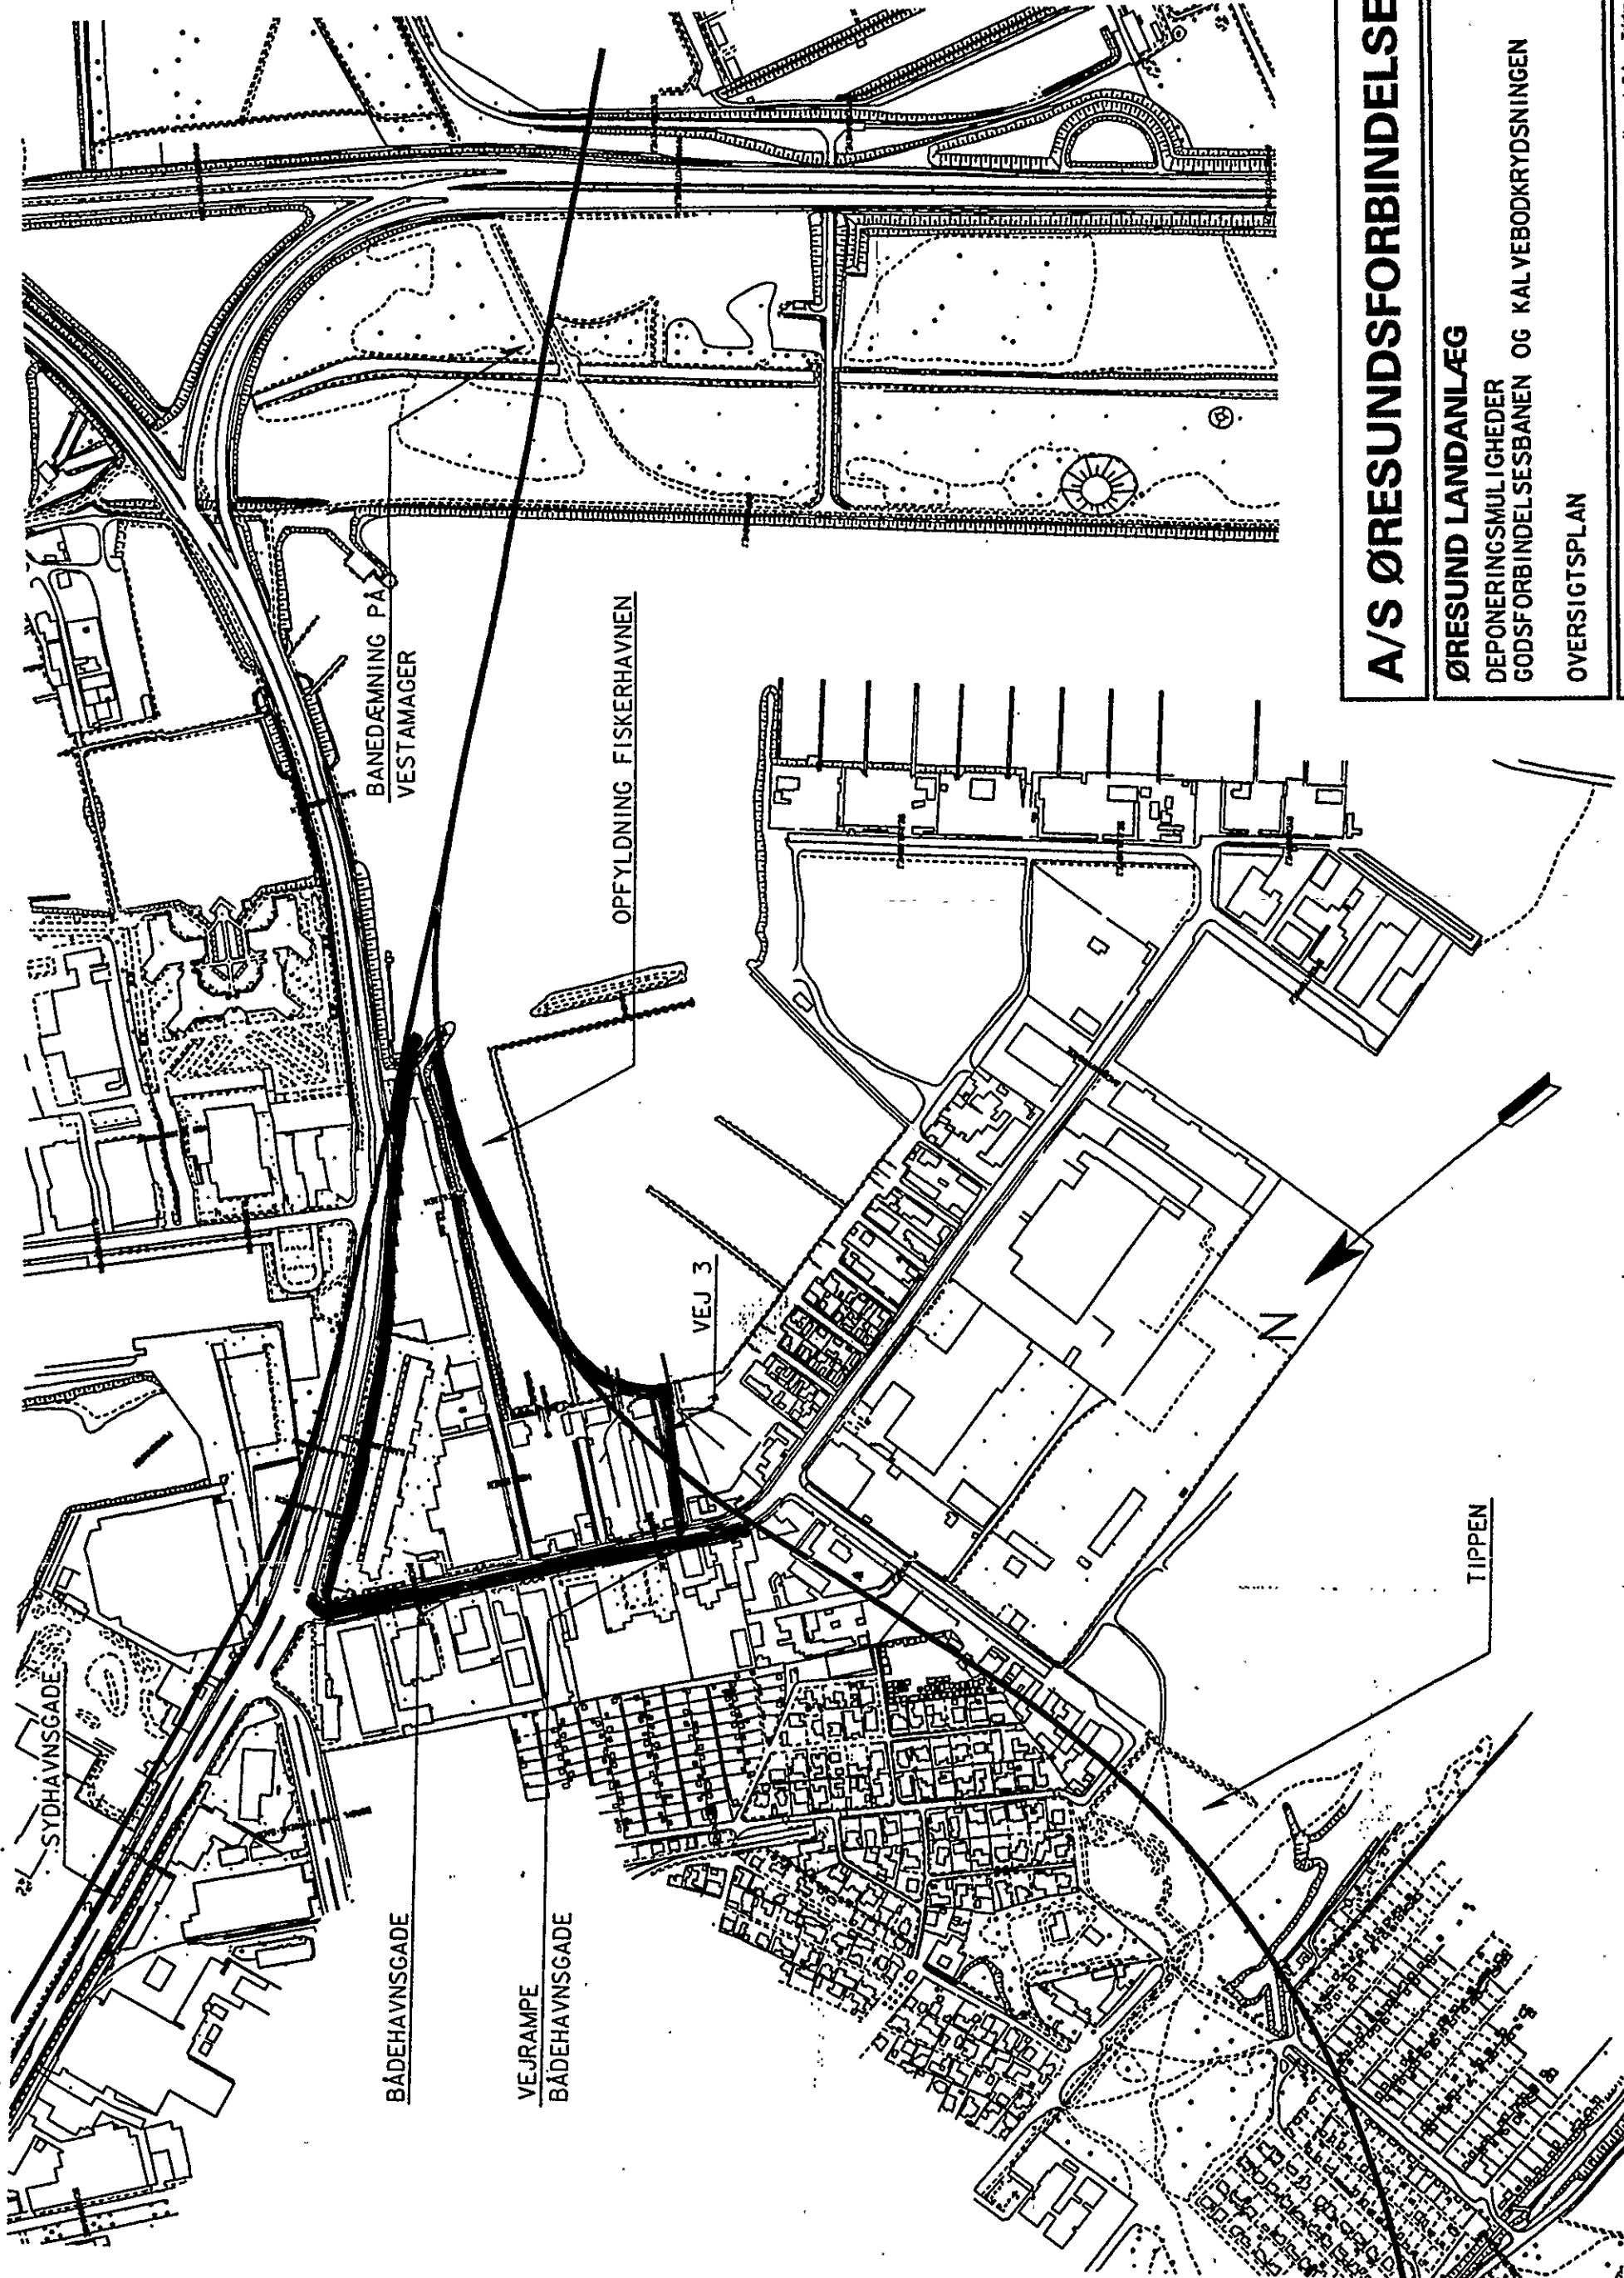 A/S ØRESUNDSFORBINDELSE
ØRESUND LANDANLÆG
DEPONERINGSMULIGHEDER
GODSFORBINDELSESBANEN OG KALVEBODKRYDSNINGEN
OVERSIGTSPLAN
SYDHAVNSGADE
BÅDEHAVNSGADE
VEJRAMPE
BÅDEHAVNSGADE
BANEDÆMNING PÅ
VESTAMAGER
OPFYLDNING FISKERHAVNEN
VEJ 3
N
TIPPEN